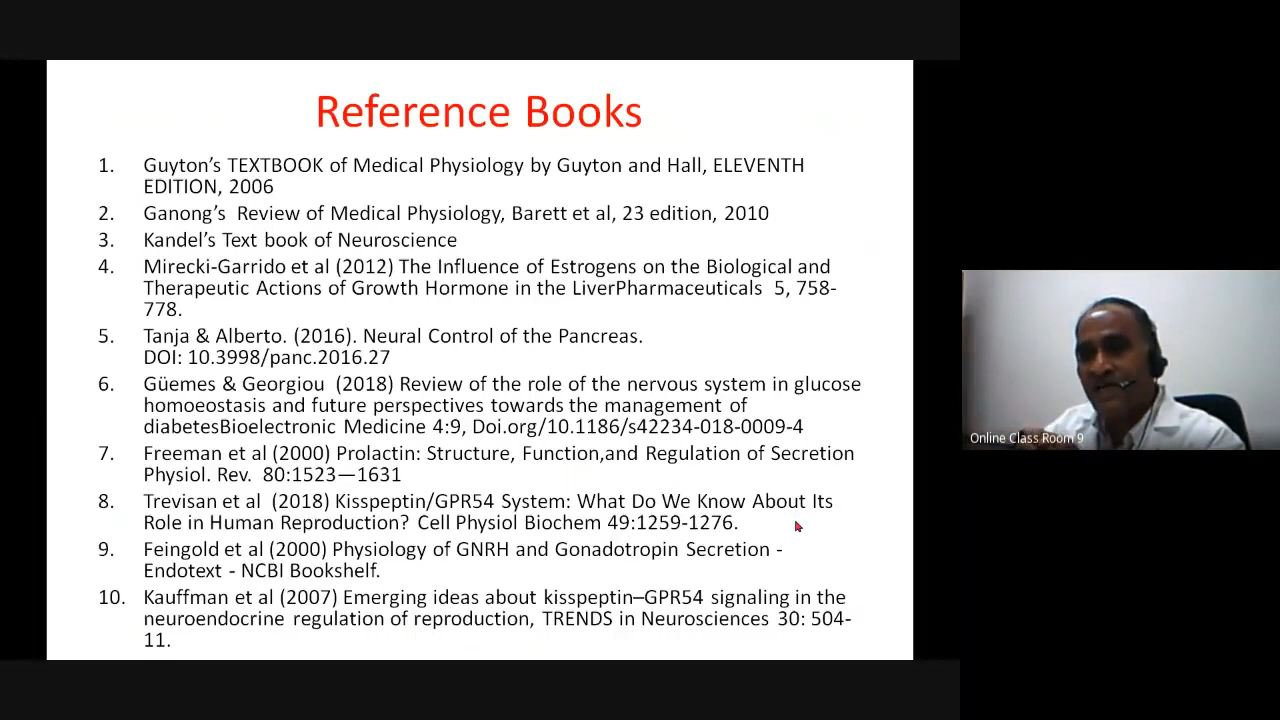 Reference Books
1. Guyton's TEXTBOOK of Medical Physiology by Guyton and Hall, ELEVENTH
EDITION, 2006
2. Ganong's  Review of Medical Physiology, Barett et al, 23 edition, 2010
3. Kandel's Text book of Neuroscience
4. Mirecki-Garrido et al (2012) The Influence of Estrogens on the Biological and
Therapeutic Actions of Growth Hormone in the LiverPharmaceuticals  5, 758-
778.
5. Tanja & Alberto. (2016). Neural Control of the Pancreas.
DOI: 10.3998/panc.2016.27
6. Güemes & Georgiou  (2018) Review of the role of the nervous system in glucose
homoeostasis and future perspectives towards the management of
diabetesBioelectronic Medicine 4:9, Doi.org/10.1186/s42234-018-0009-4
7. Freeman et al (2000) Prolactin: Structure, Function,and Regulation of Secretion
Physiol. Rev.  80:1523—1631
8. Trevisan et al  (2018) Kisspeptin/GPR54 System: What Do We Know About Its
Role in Human Reproduction? Cell Physiol Biochem 49:1259-1276.
9. Feingold et al (2000) Physiology of GNRH and Gonadotropin Secretion -
Endotext - NCBI Bookshelf.
10. Kauffman et al (2007) Emerging ideas about kisspeptin–GPR54 signaling in the
neuroendocrine regulation of reproduction, TRENDS in Neurosciences 30: 504-
11.
Online Class Room 9